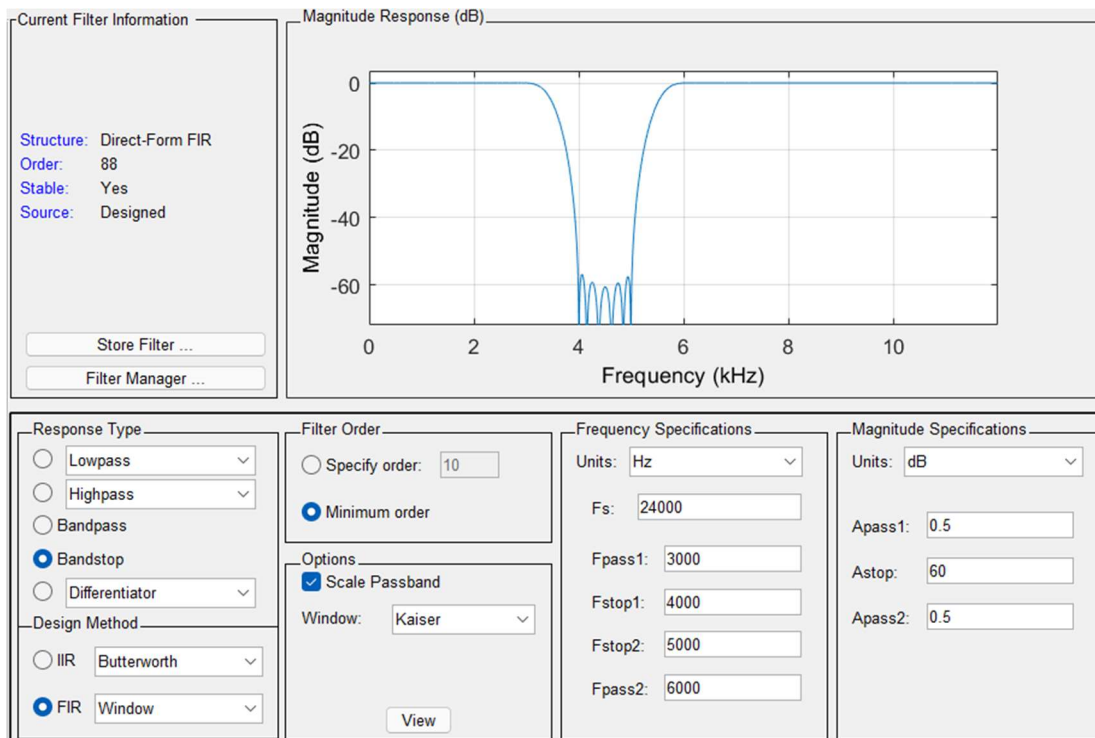 Current Filter Information
Structure: Direct-Form FIR
Order: 88
Stable: Yes
Source: Designed
Store Filter ...
Filter Manager ...
Magnitude Response (dB)
Magnitude (dB)
0
-20
-40
-60
0 2 4 6 8 10
Frequency (kHz)
Response Type
Lowpass
Highpass
Bandpass
Bandstop
Differentiator
Design Method
IIR Butterworth
FIR Window
Filter Order
Specify order: 10
Minimum order
Options
Scale Passband
Window: Kaiser
View
Frequency Specifications
Units: Hz
Fs: 24000
Fpass1: 3000
Fstop1: 4000
Fstop2: 5000
Fpass2: 6000
Magnitude Specifications
Units: dB
Apass1: 0.5
Astop: 60
Apass2: 0.5